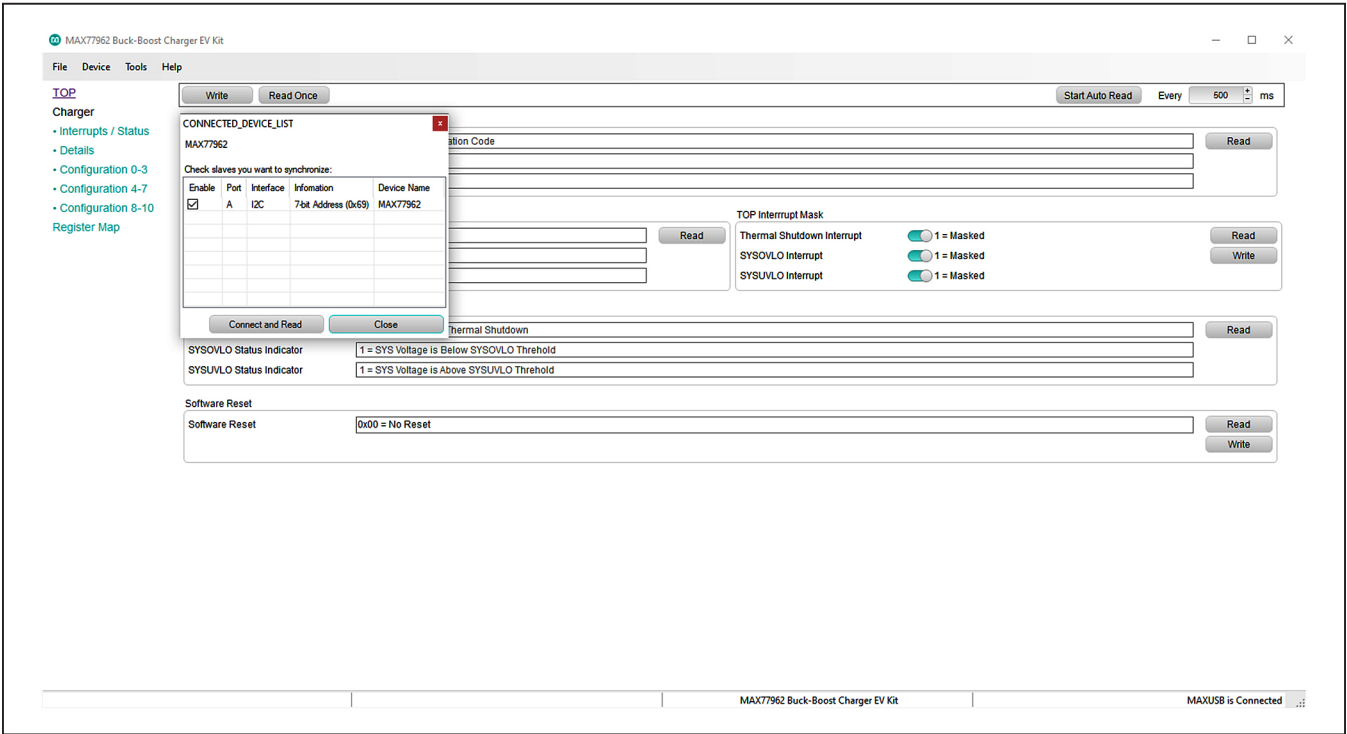 MAX77962 Buck-Boost Charger EV Kit
File Device Tools Help
TOP
Charger
• Interrupts / Status
• Details
• Configuration 0-3
• Configuration 4-7
• Configuration 8-10
Register Map
Write Read Once Start Auto Read Every 500 ms
CONNECTED_DEVICE_LIST x
MAX77962
Check slaves you want to synchronize:
Enable Port Interface Infomation Device Name
A I2C 7-bit Address (0x69) MAX77962
Connect and Read Close
ation Code Read
Read
TOP Interrrupt Mask
Thermal Shutdown Interrupt 1 = Masked Read
SYSOVLO Interrupt 1 = Masked Write
SYSUVLO Interrupt 1 = Masked
Thermal Shutdown Read
SYSOVLO Status Indicator 1 = SYS Voltage is Below SYSOVLO Threhold
SYSUVLO Status Indicator 1 = SYS Voltage is Above SYSUVLO Threhold
Software Reset
Software Reset 0x00 = No Reset Read
Write
MAX77962 Buck-Boost Charger EV Kit MAXUSB is Connected